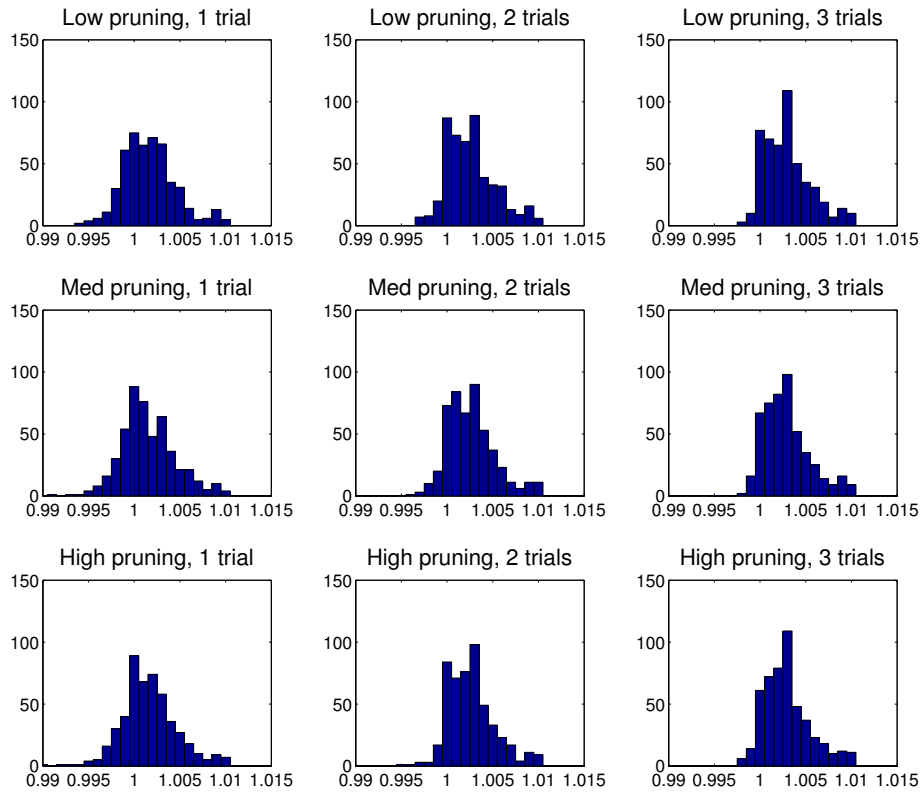 Low pruning, 1 trial
Low pruning, 2 trials
Low pruning, 3 trials
150
100
50
0
0.99 0.995 1 1.005 1.01 1.015
150
100
50
0
0.99 0.995 1 1.005 1.01 1.015
150
100
50
0
0.99 0.995 1 1.005 1.01 1.015
Med pruning, 1 trial
Med pruning, 2 trials
Med pruning, 3 trials
150
100
50
0
0.99 0.995 1 1.005 1.01 1.015
150
100
50
0
0.99 0.995 1 1.005 1.01 1.015
150
100
50
0
0.99 0.995 1 1.005 1.01 1.015
High pruning, 1 trial
High pruning, 2 trials
High pruning, 3 trials
150
100
50
0
0.99 0.995 1 1.005 1.01 1.015
150
100
50
0
0.99 0.995 1 1.005 1.01 1.015
150
100
50
0
0.99 0.995 1 1.005 1.01 1.015